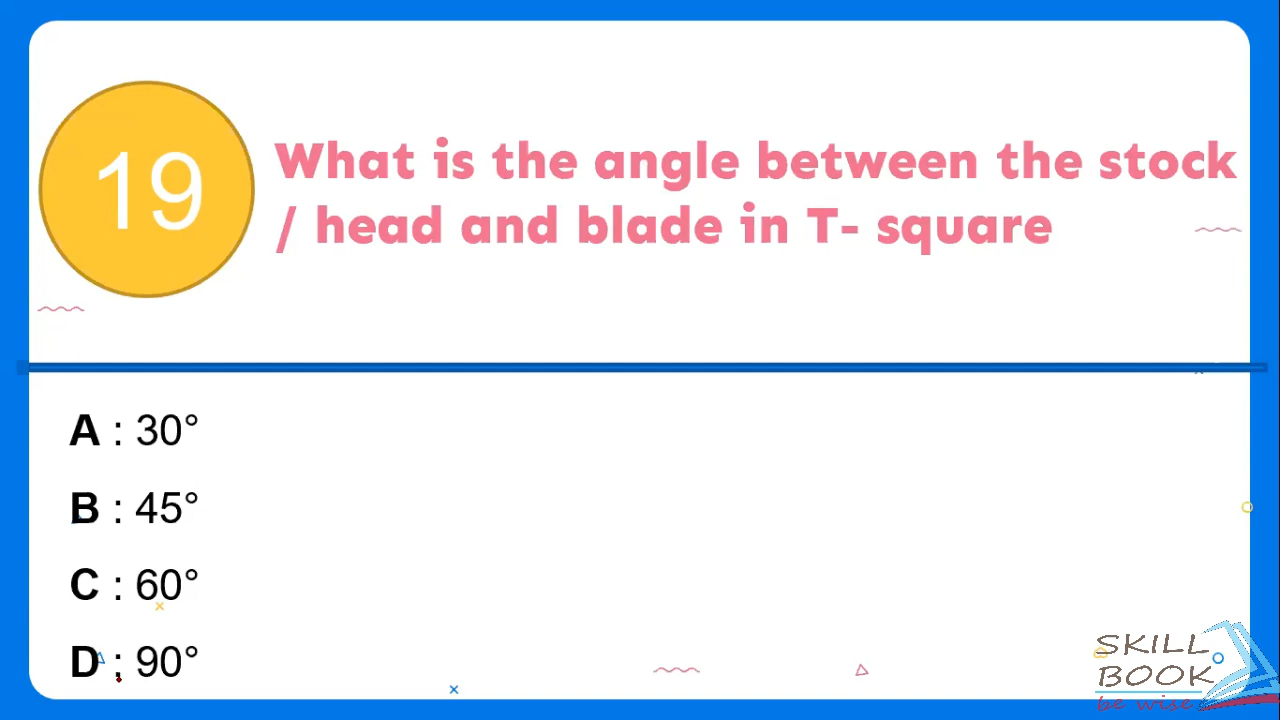 19
What is the angle between the stock
/ head and blade in T- square
A : 30°
B : 45°
C : 60°
D : 90°
SKILL
BOOK
be wise